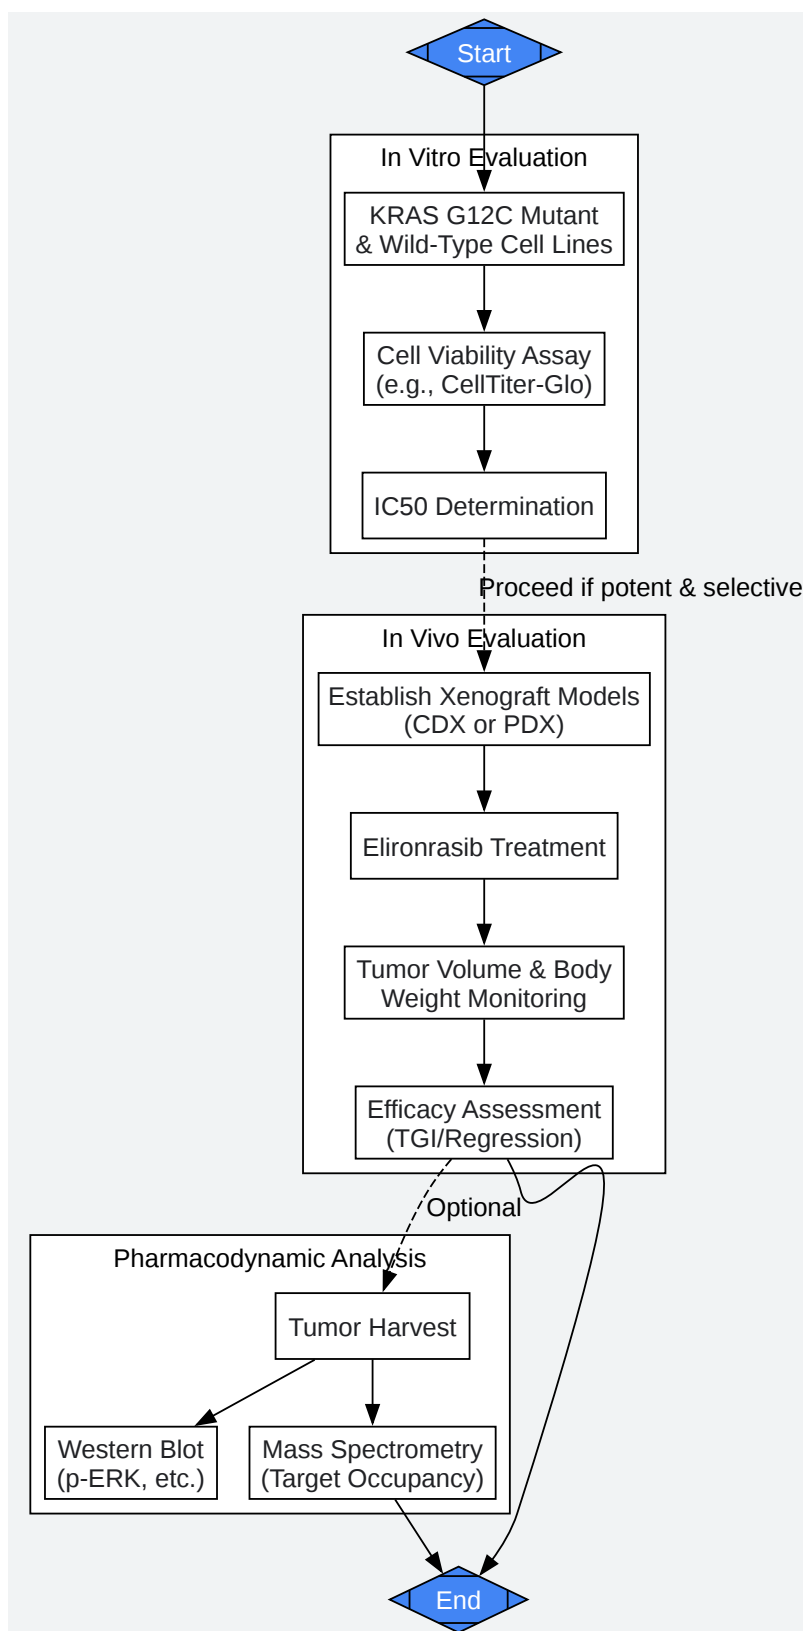 Start
In Vitro Evaluation
KRAS G12C Mutant
& Wild-Type Cell Lines
Cell Viability Assay
(e.g., CellTiter-Glo)
IC50 Determination
Proceed if potent & selective
In Vivo Evaluation
Establish Xenograft Models
(CDX or PDX)
Elironrasib Treatment
Tumor Volume & Body
Weight Monitoring
Efficacy Assessment
(TGI/Regression)
Optional
Pharmacodynamic Analysis
Tumor Harvest
Western Blot
(p-ERK, etc.)
Mass Spectrometry
(Target Occupancy)
End